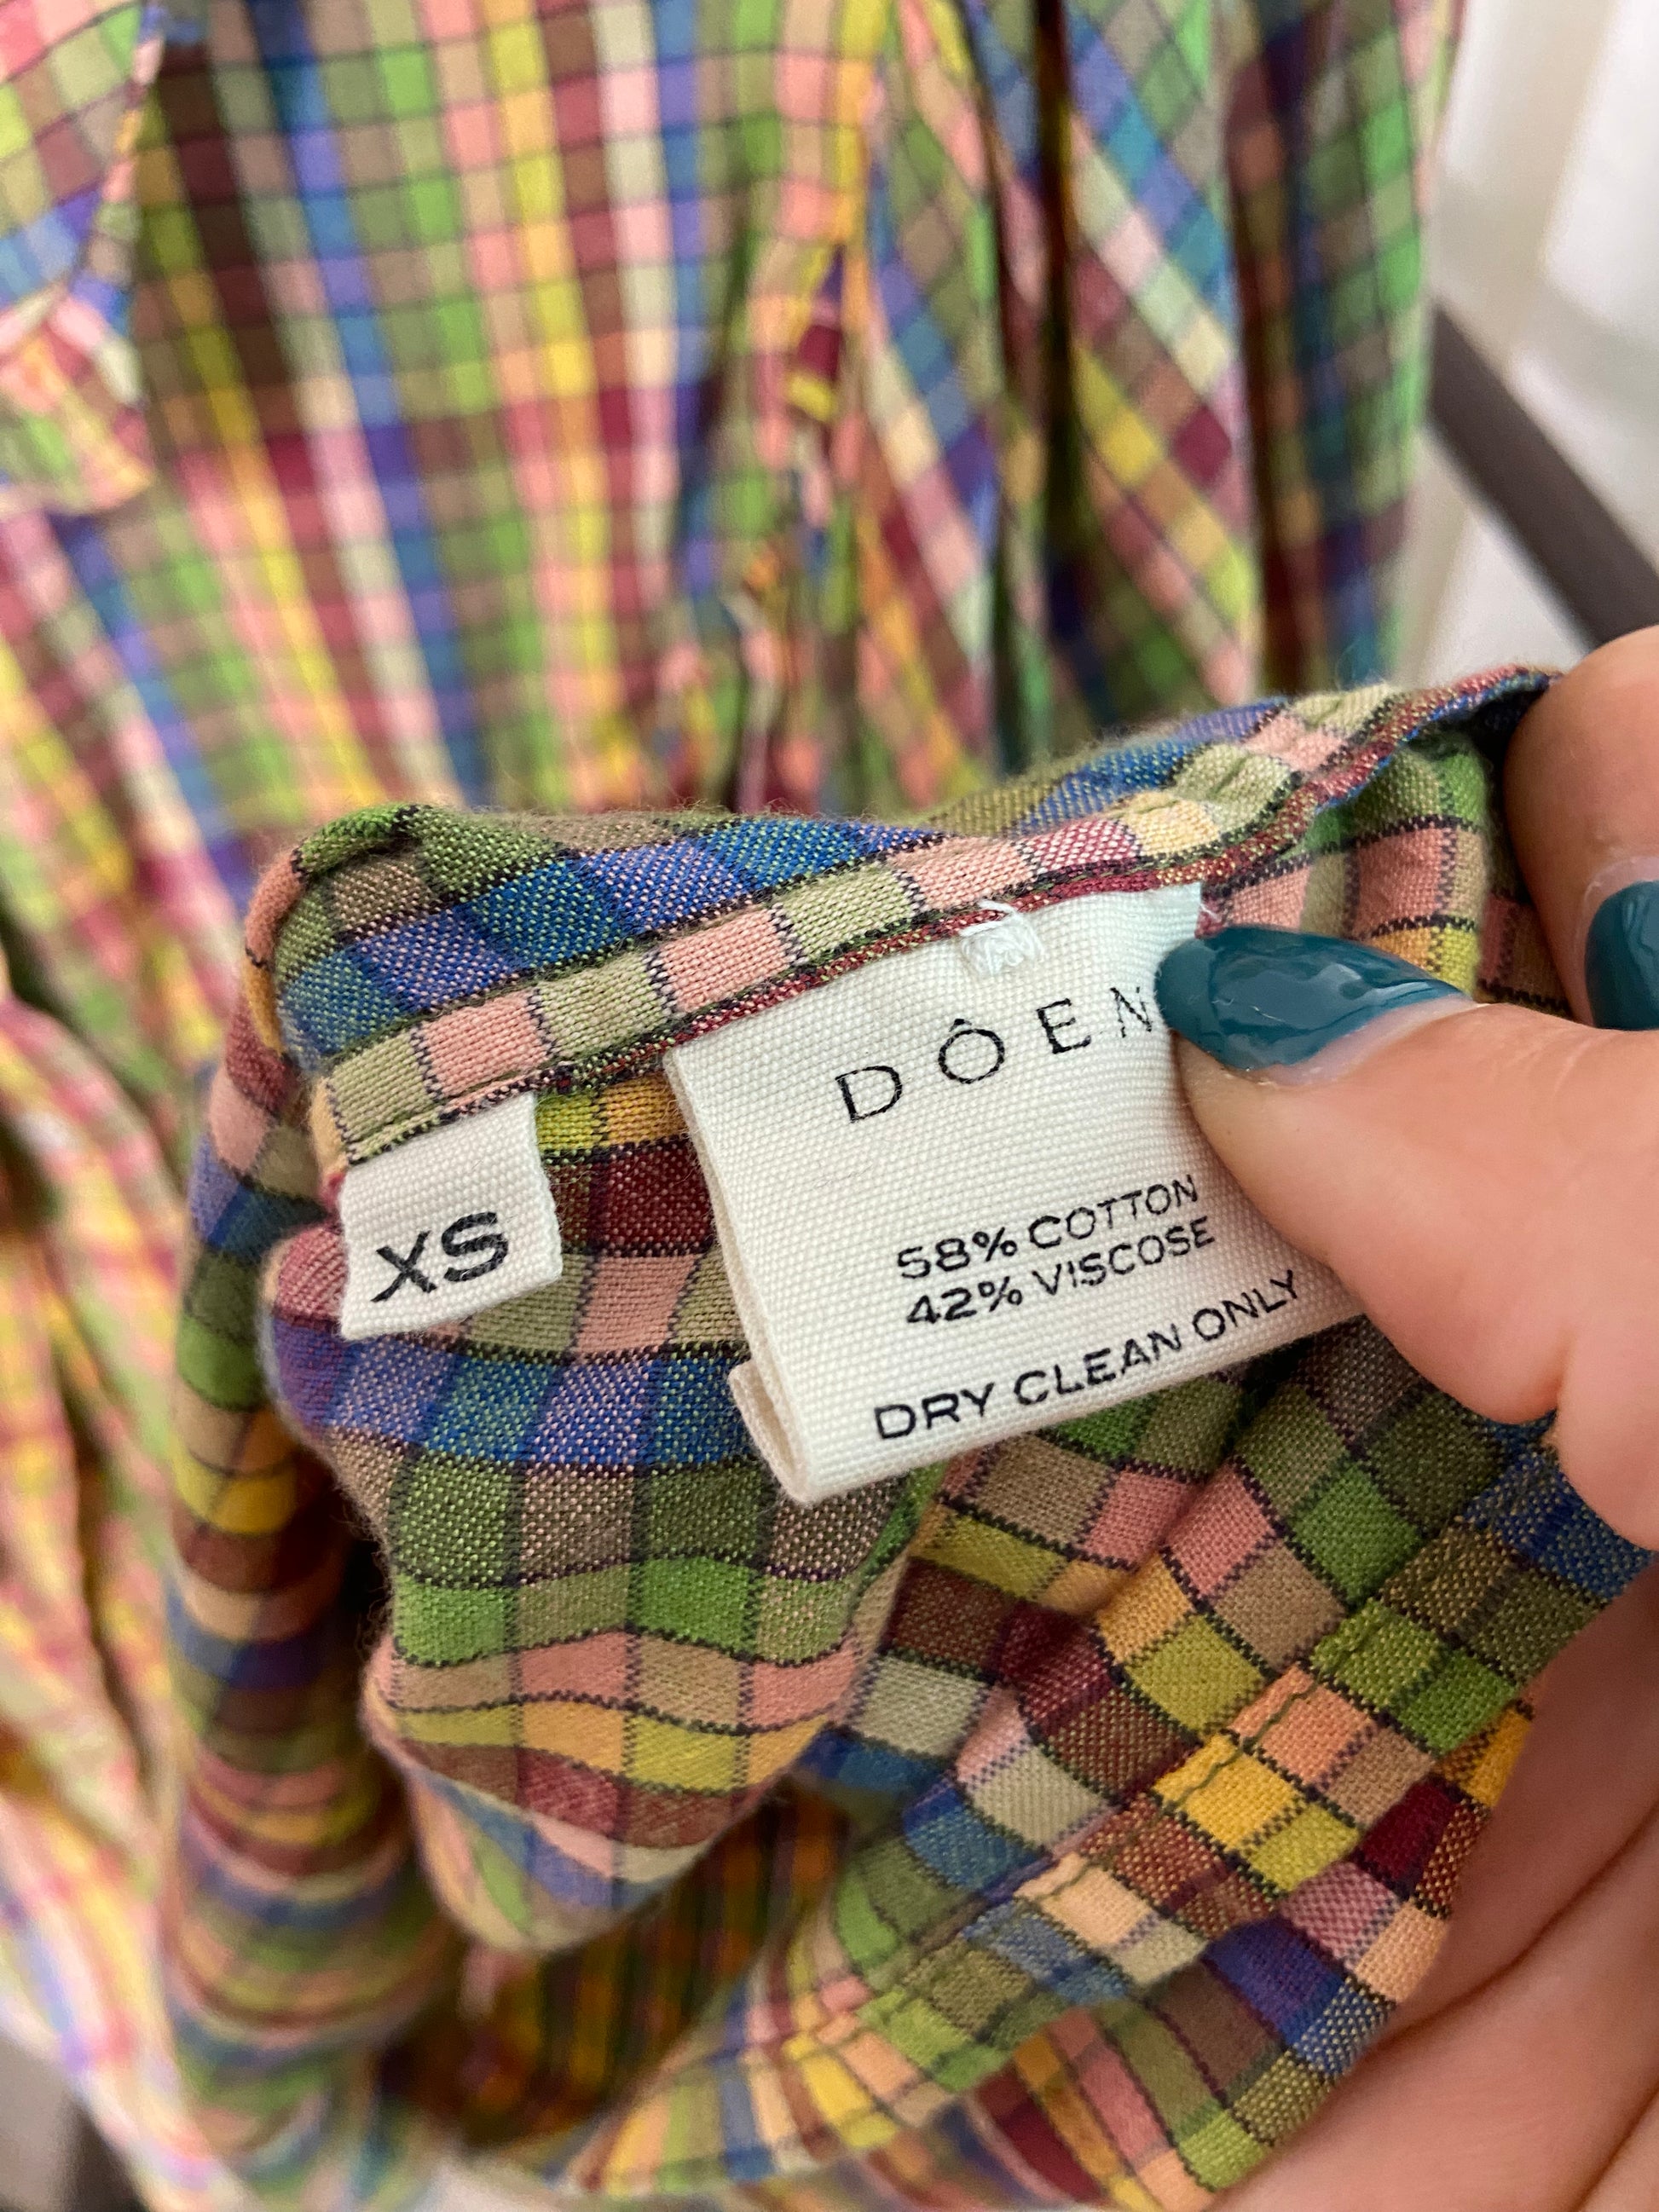 DÔEN
XS
58% COTTON
42% VISCOSE
DRY CLEAN ONLY